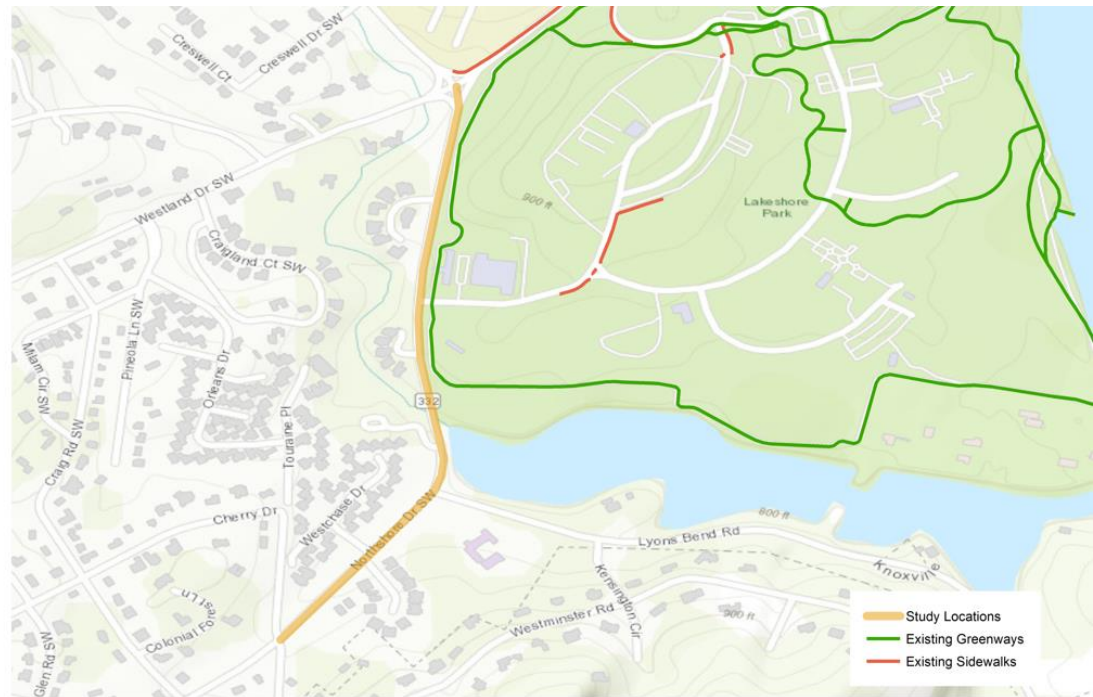 Creswell Ct
Creswell Dr SW
Westland Dr SW
900 ft
Lakeshore
Park
Craigland Ct SW
Pineola Ln SW
Orleans Dr
Milam Cir SW
Touraine Pl
332
Craig Rd SW
Cherry Dr
Westchase Dr
Northshore Dr SW
Lyons Bend Rd
800 ft
Knoxville
Kensington Cir
Westminster Rd
900 ft
Colonial Forest Ln
Glen Rd SW
Study Locations
Existing Greenways
Existing Sidewalks